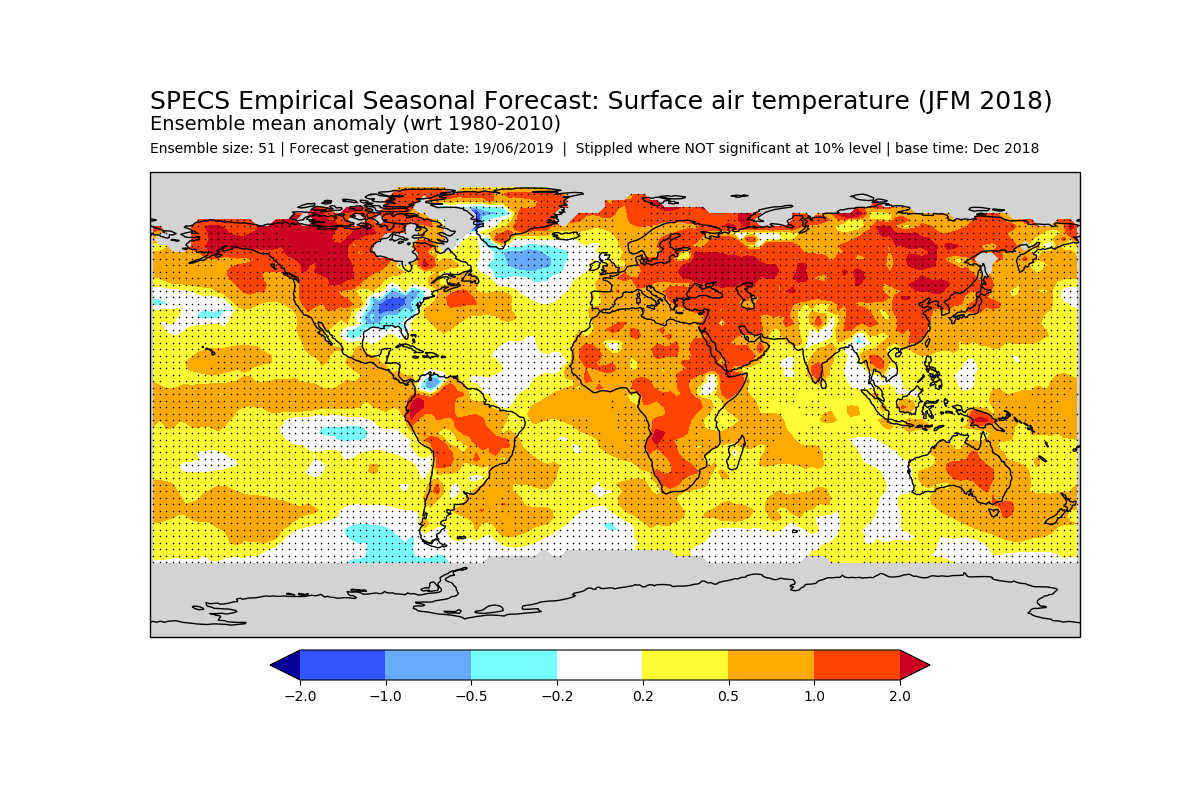 SPECS Empirical Seasonal Forecast: Surface air temperature (JFM 2018)
Ensemble mean anomaly (wrt 1980-2010)
Ensemble size: 51 | Forecast generation date: 19/06/2019  |  Stippled where NOT significant at 10% level | base time: Dec 2018
−2.0 −1.0 −0.5 −0.2 0.2 0.5 1.0 2.0